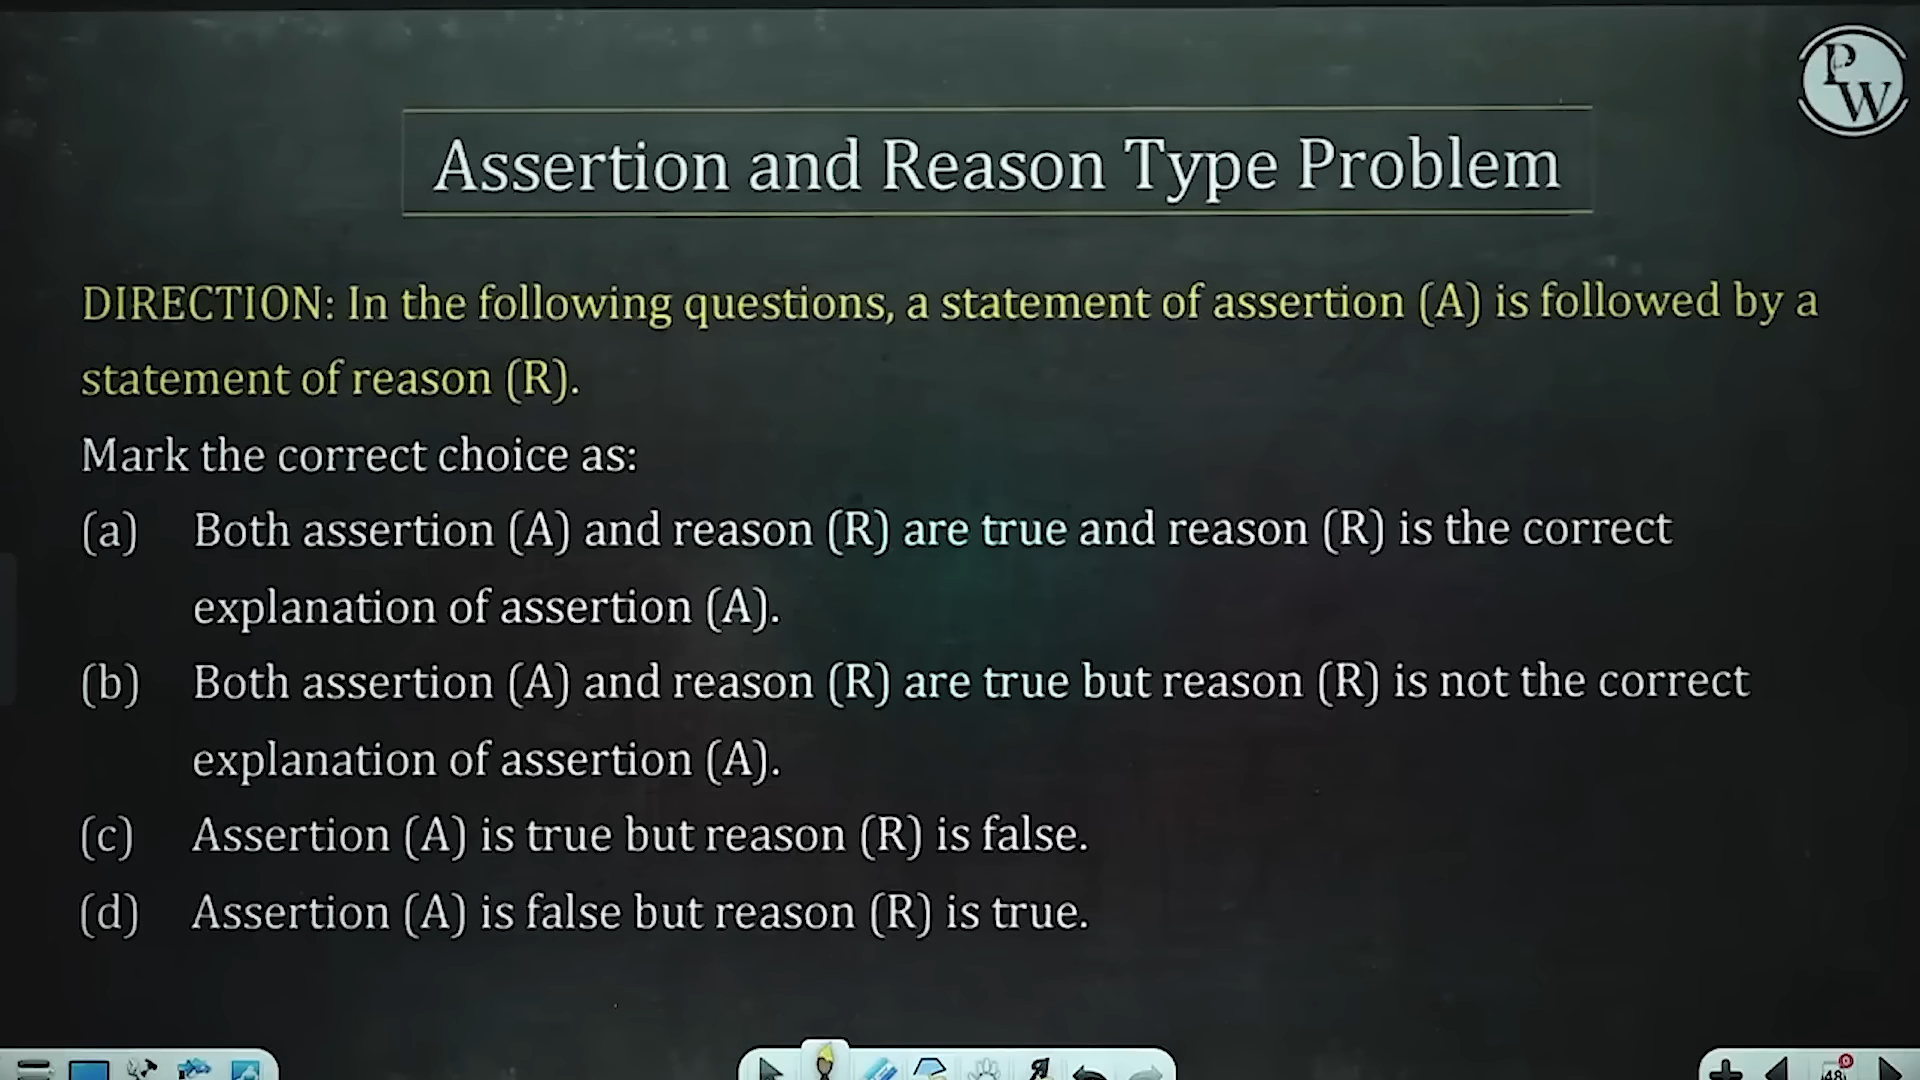 P
W
Assertion and Reason Type Problem
DIRECTION: In the following questions, a statement of assertion (A) is followed by a
statement of reason (R).
Mark the correct choice as:
(a) Both assertion (A) and reason (R) are true and reason (R) is the correct
explanation of assertion (A).
(b) Both assertion (A) and reason (R) are true but reason (R) is not the correct
explanation of assertion (A).
(c) Assertion (A) is true but reason (R) is false.
(d) Assertion (A) is false but reason (R) is true.
48